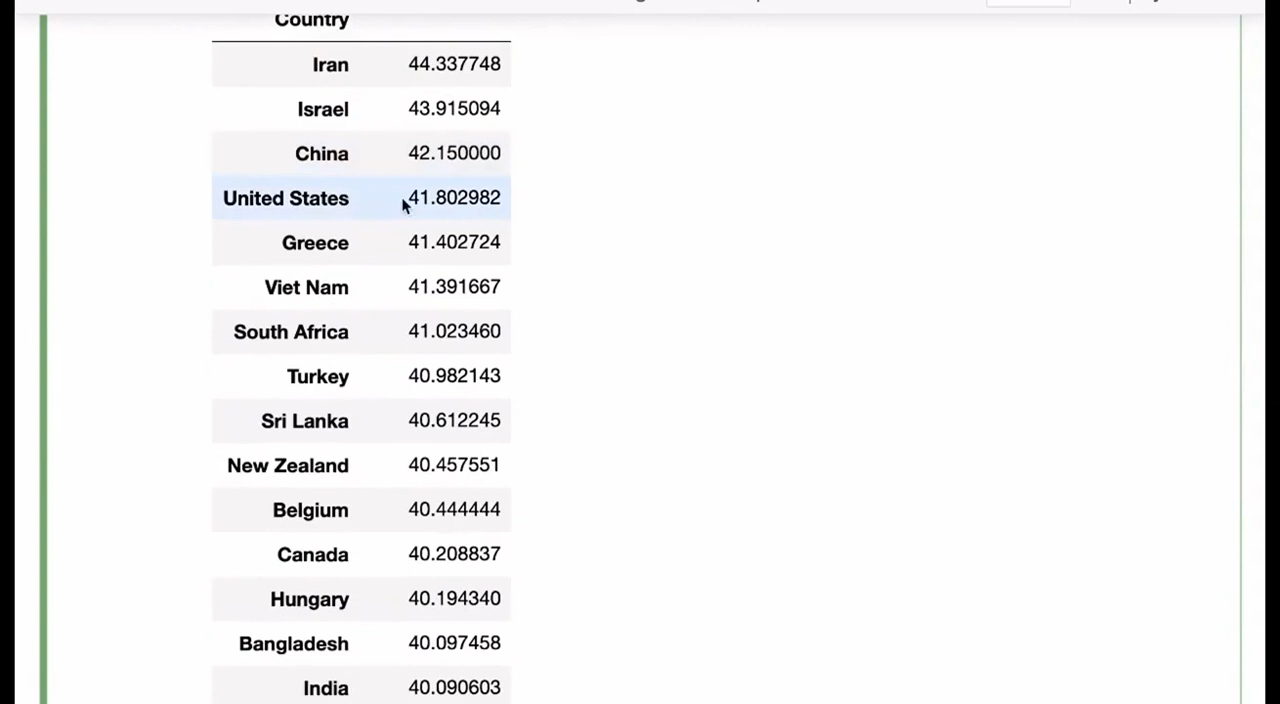 Country
Iran 44.337748
Israel 43.915094
China 42.150000
United States 41.802982
Greece 41.402724
Viet Nam 41.391667
South Africa 41.023460
Turkey 40.982143
Sri Lanka 40.612245
New Zealand 40.457551
Belgium 40.444444
Canada 40.208837
Hungary 40.194340
Bangladesh 40.097458
India 40.090603